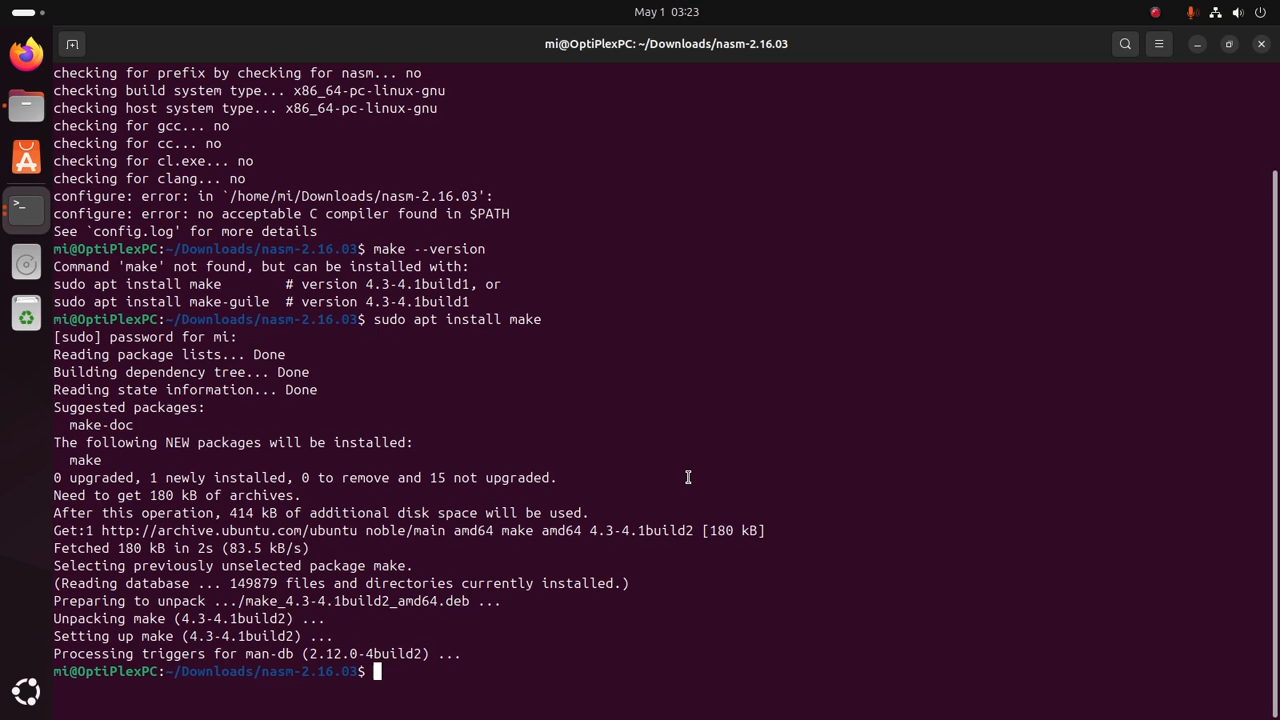 May 1 03:23
mi@OptiPlexPC: ~/Downloads/nasm-2.16.03
checking for prefix by checking for nasm... no
checking build system type... x86_64-pc-linux-gnu
checking host system type... x86_64-pc-linux-gnu
checking for gcc... no
checking for cc... no
checking for cl.exe... no
checking for clang... no
configure: error: in `/home/mi/Downloads/nasm-2.16.03':
configure: error: no acceptable C compiler found in $PATH
See `config.log' for more details
mi@OptiPlexPC:~/Downloads/nasm-2.16.03$ make --version
Command 'make' not found, but can be installed with:
sudo apt install make        # version 4.3-4.1build1, or
sudo apt install make-guile  # version 4.3-4.1build1
mi@OptiPlexPC:~/Downloads/nasm-2.16.03$ sudo apt install make
[sudo] password for mi:
Reading package lists... Done
Building dependency tree... Done
Reading state information... Done
Suggested packages:
  make-doc
The following NEW packages will be installed:
  make
0 upgraded, 1 newly installed, 0 to remove and 15 not upgraded.
Need to get 180 kB of archives.
After this operation, 414 kB of additional disk space will be used.
Get:1 http://archive.ubuntu.com/ubuntu noble/main amd64 make amd64 4.3-4.1build2 [180 kB]
Fetched 180 kB in 2s (83.5 kB/s)
Selecting previously unselected package make.
(Reading database ... 149879 files and directories currently installed.)
Preparing to unpack .../make_4.3-4.1build2_amd64.deb ...
Unpacking make (4.3-4.1build2) ...
Setting up make (4.3-4.1build2) ...
Processing triggers for man-db (2.12.0-4build2) ...
mi@OptiPlexPC:~/Downloads/nasm-2.16.03$